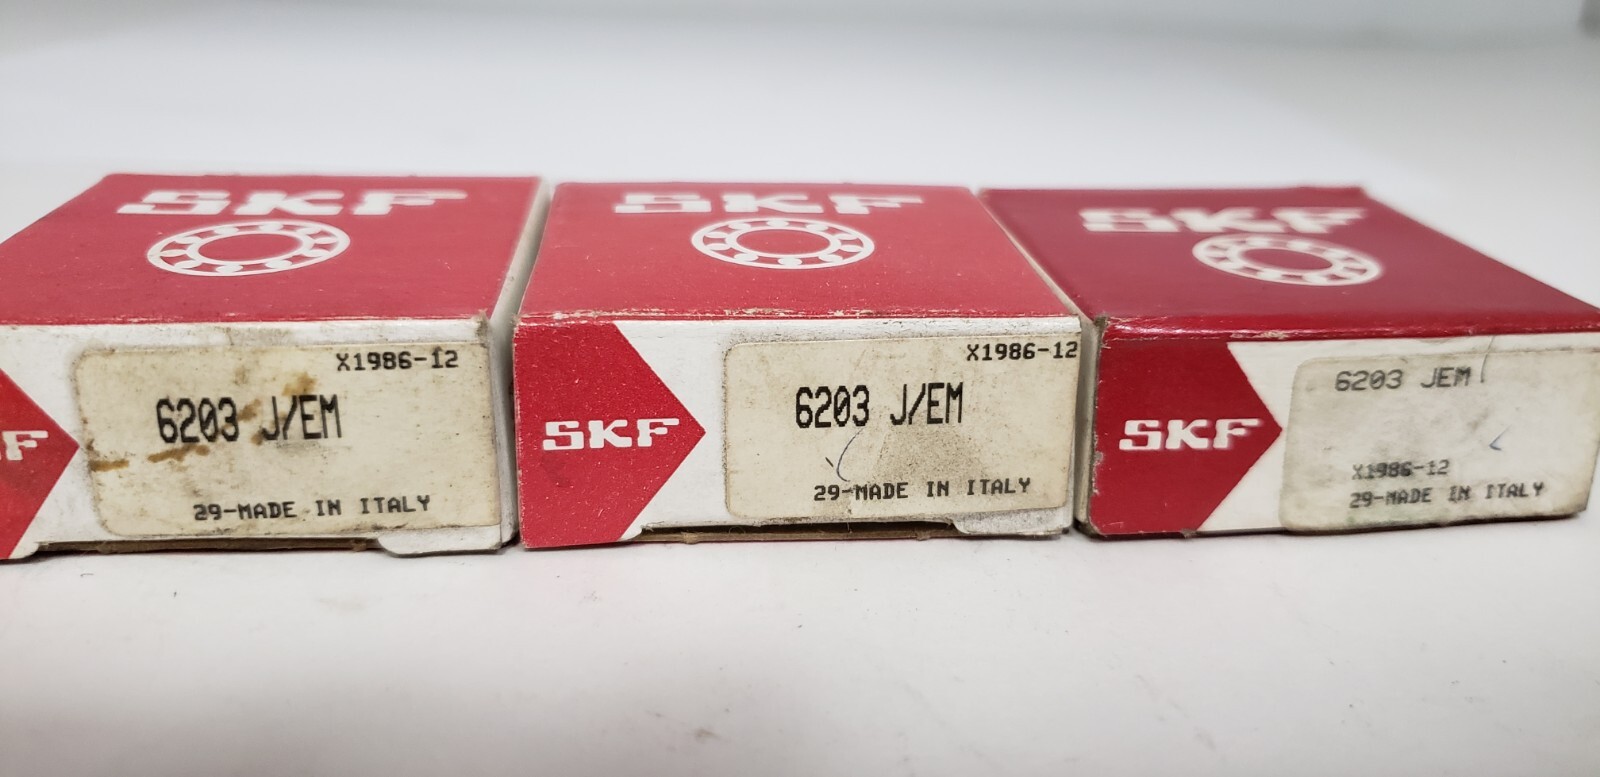 SKF
SKF
SKF
X1986-12
6203 J/EM
29-MADE IN ITALY
SKF
X1986-12
6203 J/EM
29-MADE IN ITALY
SKF
6203 JEM
X1986-12
29-MADE IN ITALY